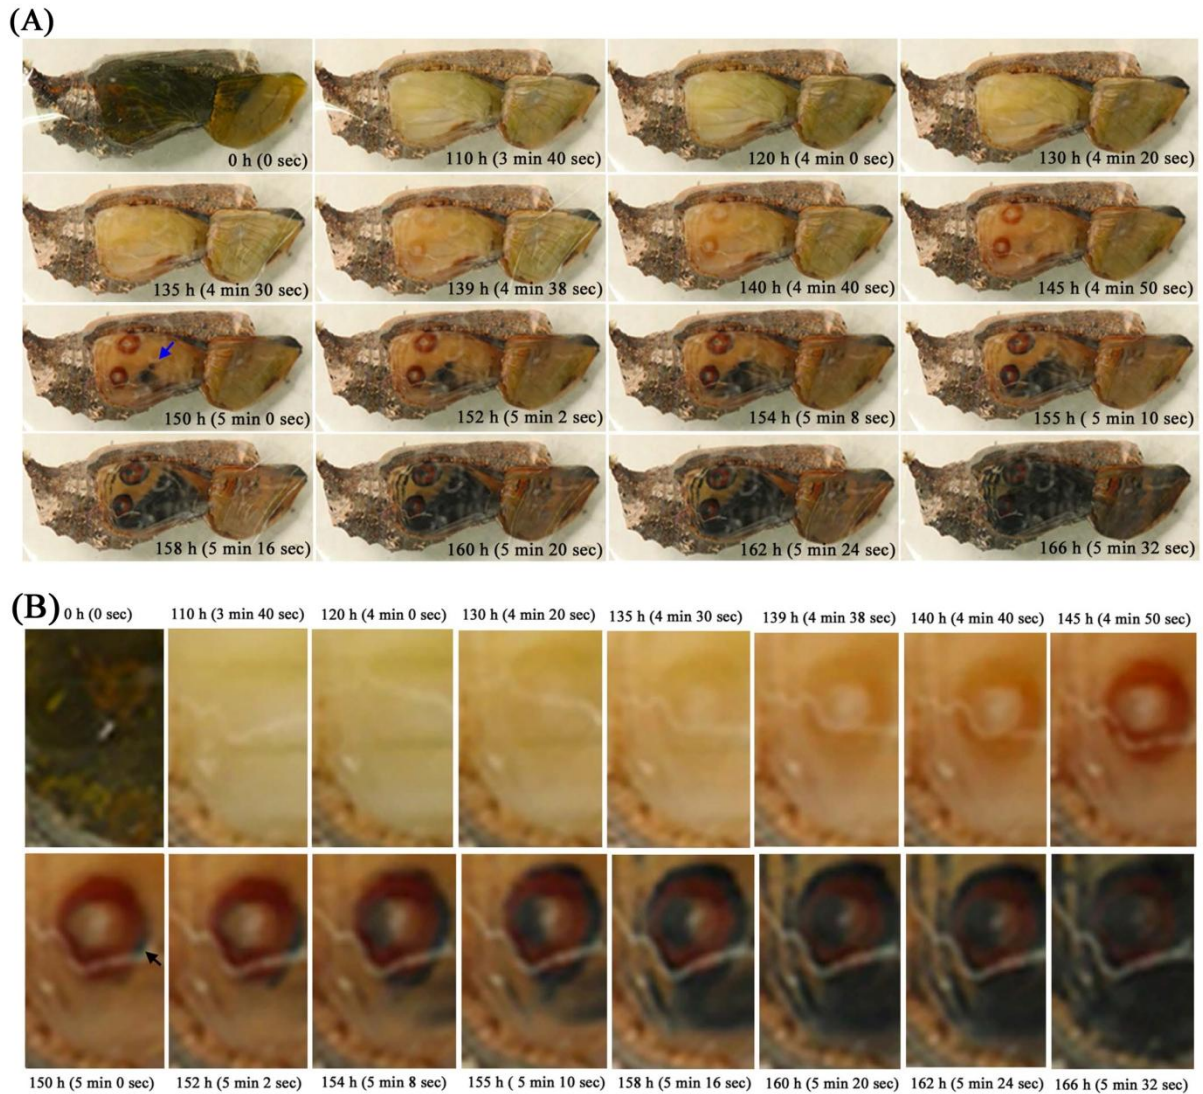 (A)
0 h (0 sec)
110 h (3 min 40 sec)
120 h (4 min 0 sec)
130 h (4 min 20 sec)
135 h (4 min 30 sec)
139 h (4 min 38 sec)
140 h (4 min 40 sec)
145 h (4 min 50 sec)
150 h (5 min 0 sec)
152 h (5 min 2 sec)
154 h (5 min 8 sec)
155 h ( 5 min 10 sec)
158 h (5 min 16 sec)
160 h (5 min 20 sec)
162 h (5 min 24 sec)
166 h (5 min 32 sec)
(B)
0 h (0 sec)
110 h (3 min 40 sec)
120 h (4 min 0 sec)
130 h (4 min 20 sec)
135 h (4 min 30 sec)
139 h (4 min 38 sec)
140 h (4 min 40 sec)
145 h (4 min 50 sec)
150 h (5 min 0 sec)
152 h (5 min 2 sec)
154 h (5 min 8 sec)
155 h ( 5 min 10 sec)
158 h (5 min 16 sec)
160 h (5 min 20 sec)
162 h (5 min 24 sec)
166 h (5 min 32 sec)